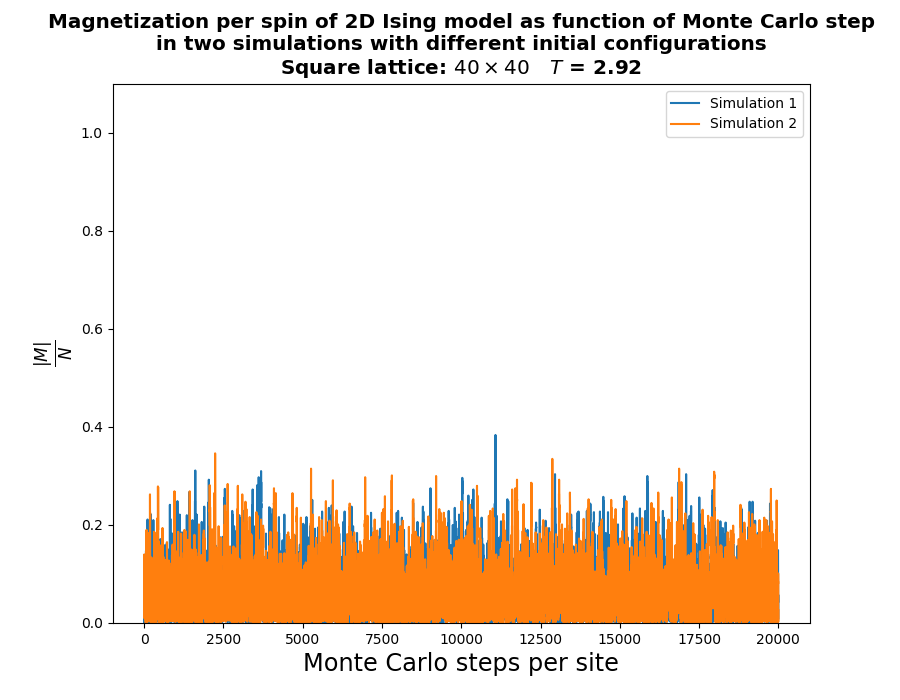 Magnetization per spin of 2D Ising model as function of Monte Carlo step
in two simulations with different initial configurations
Square lattice: 40 × 40 T = 2.92
Simulation 1
Simulation 2
1.0
0.8
0.6
0.4
0.2
0.0
|M|
N
0 2500 5000 7500 10000 12500 15000 17500 20000
Monte Carlo steps per site